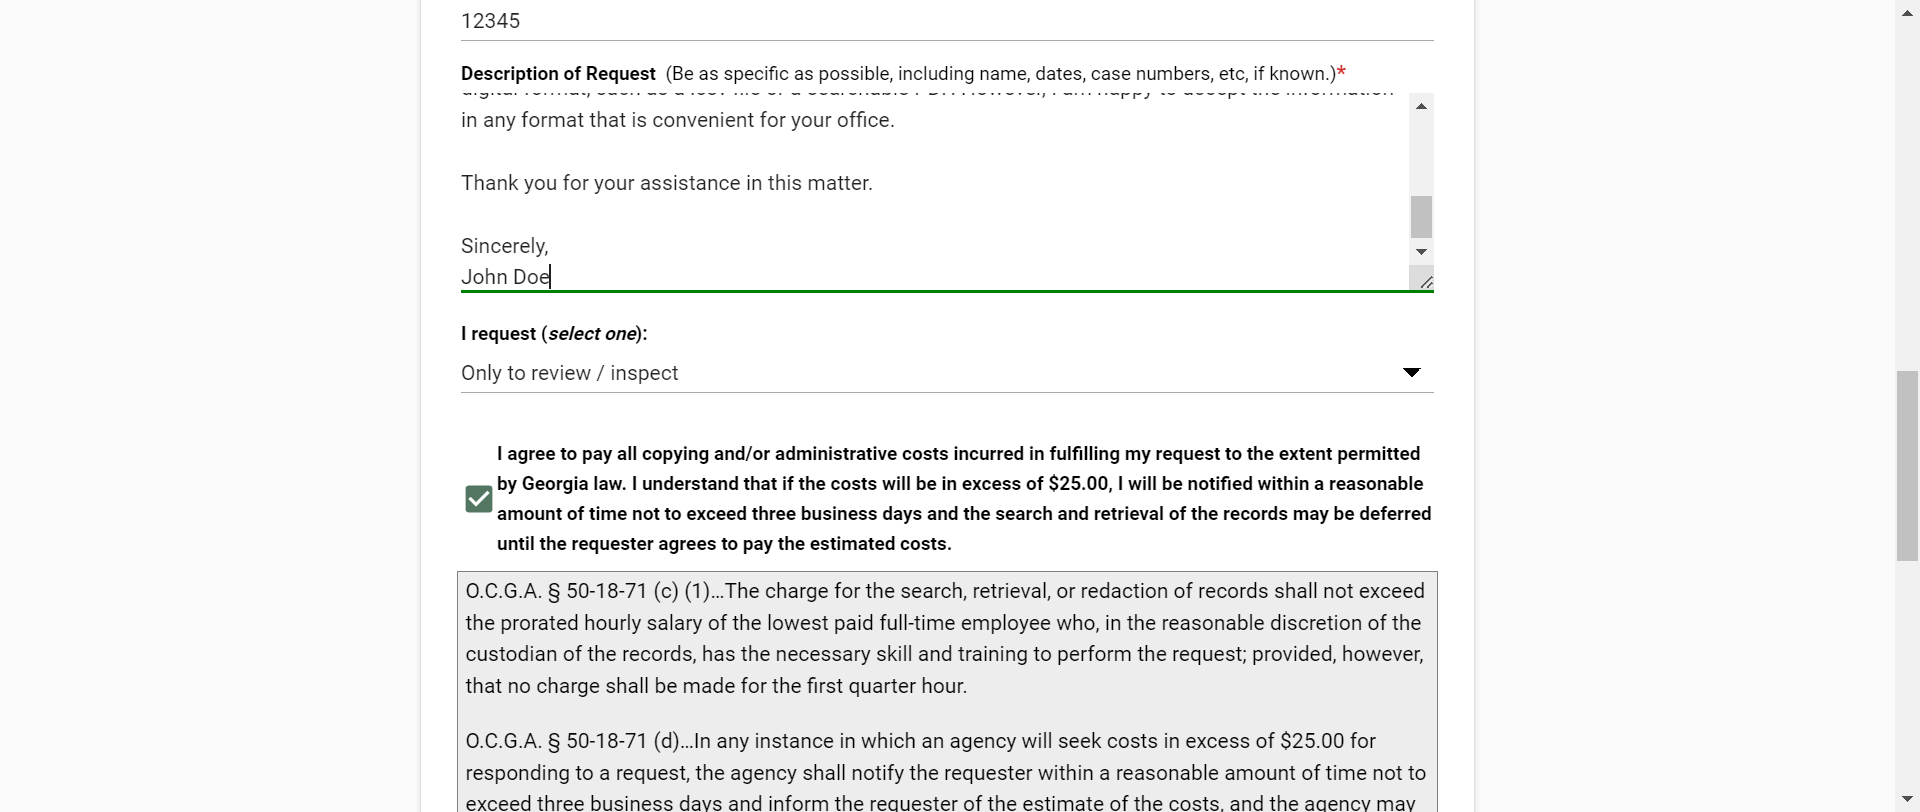 12345
Description of Request (Be as specific as possible, including name, dates, case numbers, etc, if known.)*
in any format that is convenient for your office.
Thank you for your assistance in this matter.
Sincerely,
John Doe
I request (select one):
Only to review / inspect
I agree to pay all copying and/or administrative costs incurred in fulfilling my request to the extent permitted
by Georgia law. I understand that if the costs will be in excess of $25.00, I will be notified within a reasonable
amount of time not to exceed three business days and the search and retrieval of the records may be deferred
until the requester agrees to pay the estimated costs.
O.C.G.A. § 50-18-71 (c) (1)...The charge for the search, retrieval, or redaction of records shall not exceed
the prorated hourly salary of the lowest paid full-time employee who, in the reasonable discretion of the
custodian of the records, has the necessary skill and training to perform the request; provided, however,
that no charge shall be made for the first quarter hour.
O.C.G.A. § 50-18-71 (d)...In any instance in which an agency will seek costs in excess of $25.00 for
responding to a request, the agency shall notify the requester within a reasonable amount of time not to
exceed three business days and inform the requester of the estimate of the costs, and the agency may